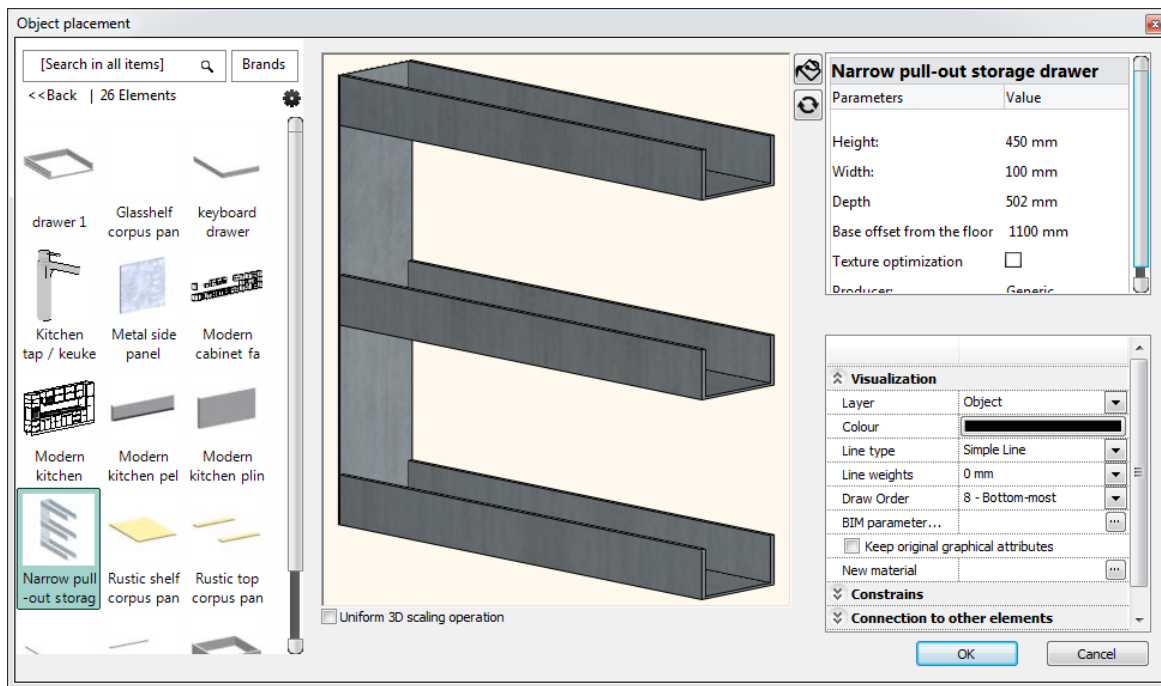 Object placement
[Search in all items]
Brands
<<Back | 26 Elements
drawer 1
Glasshelf
corpus pan
keyboard
drawer
Kitchen
tap / keuke
Metal side
panel
Modern
cabinet fa
Modern
kitchen
Modern
kitchen pel
Modern
kitchen plin
Narrow pull
-out storag
Rustic shelf
corpus pan
Rustic top
corpus pan
Uniform 3D scaling operation
Narrow pull-out storage drawer
Parameters Value
Height: 450 mm
Width: 100 mm
Depth 502 mm
Base offset from the floor 1100 mm
Texture optimization
Producer: Generic
Visualization
Layer Object
Colour
Line type Simple Line
Line weights 0 mm
Draw Order 8 - Bottom-most
BIM parameter... ...
Keep original graphical attributes
New material ...
Constrains
Connection to other elements
OK
Cancel